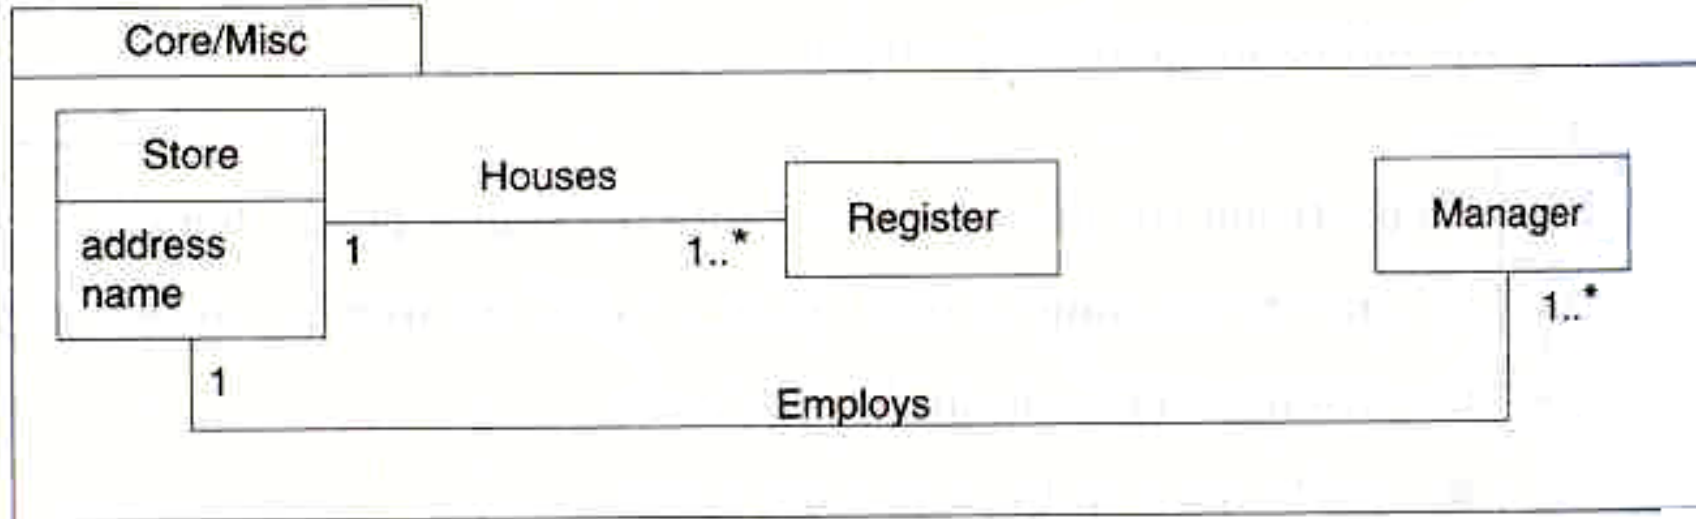 Core/Misc
Store
address
name
Houses
1
1..*
Register
Manager
1..*
1
Employs